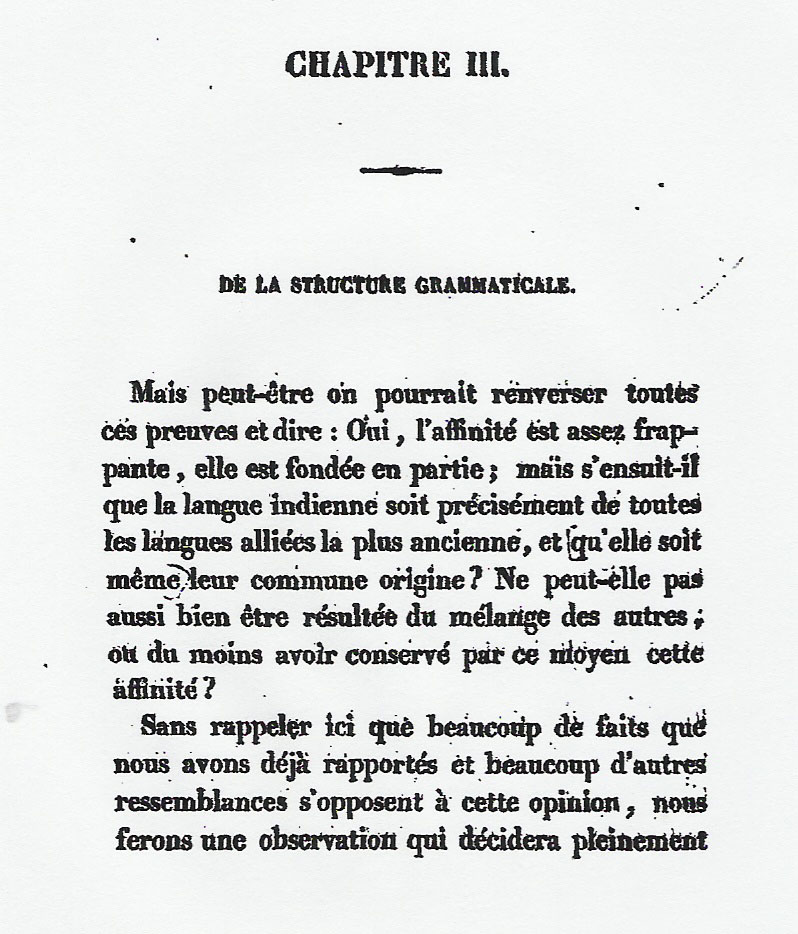 CHAPITRE III.
DE LA STRUCTURE GRAMMATICALE.
Mais peut-être on pourrait renverser toutes
ces preuves et dire : Oui, l'affinité est assez frap-
pante, elle est fondée en partie; mais s'ensuit-il
que la langue indienne soit précisément de toutes
les langues alliées la plus ancienne, et qu'elle soit
même leur commune origine? Ne peut-elle pas
aussi bien être résultée du mélange des autres;
ou du moins avoir conservé par ce moyen cette
affinité?
Sans rappeler ici que beaucoup de faits que
nous avons déjà rapportés et beaucoup d'autres
ressemblances s'opposent à cette opinion, nous
ferons une observation qui décidera pleinement